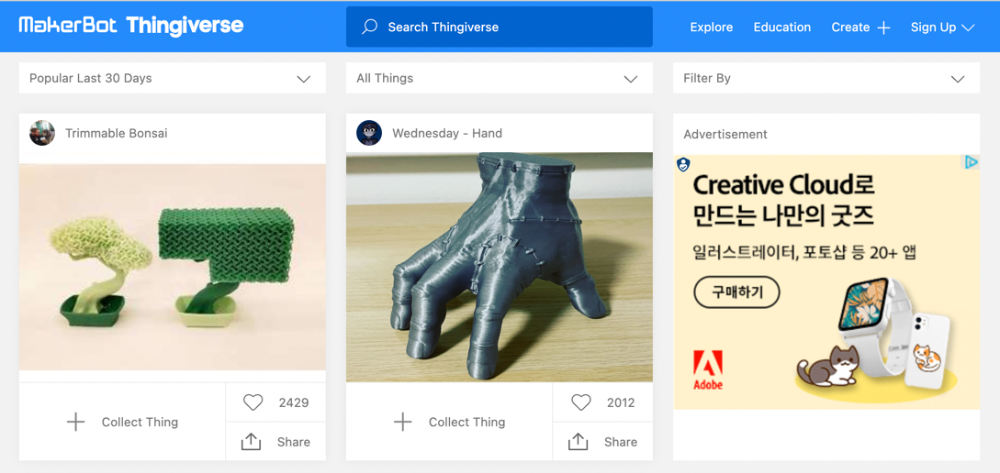 MakerBot Thingiverse
Search Thingiverse
Explore
Education
Create
Sign Up
Popular Last 30 Days
All Things
Filter By
Trimmable Bonsai
Collect Thing
2429
Share
Wednesday - Hand
Collect Thing
2012
Share
Advertisement
Creative Cloud로
만드는 나만의 굿즈
일러스트레이터, 포토샵 등 20+ 앱
구매하기
Adobe